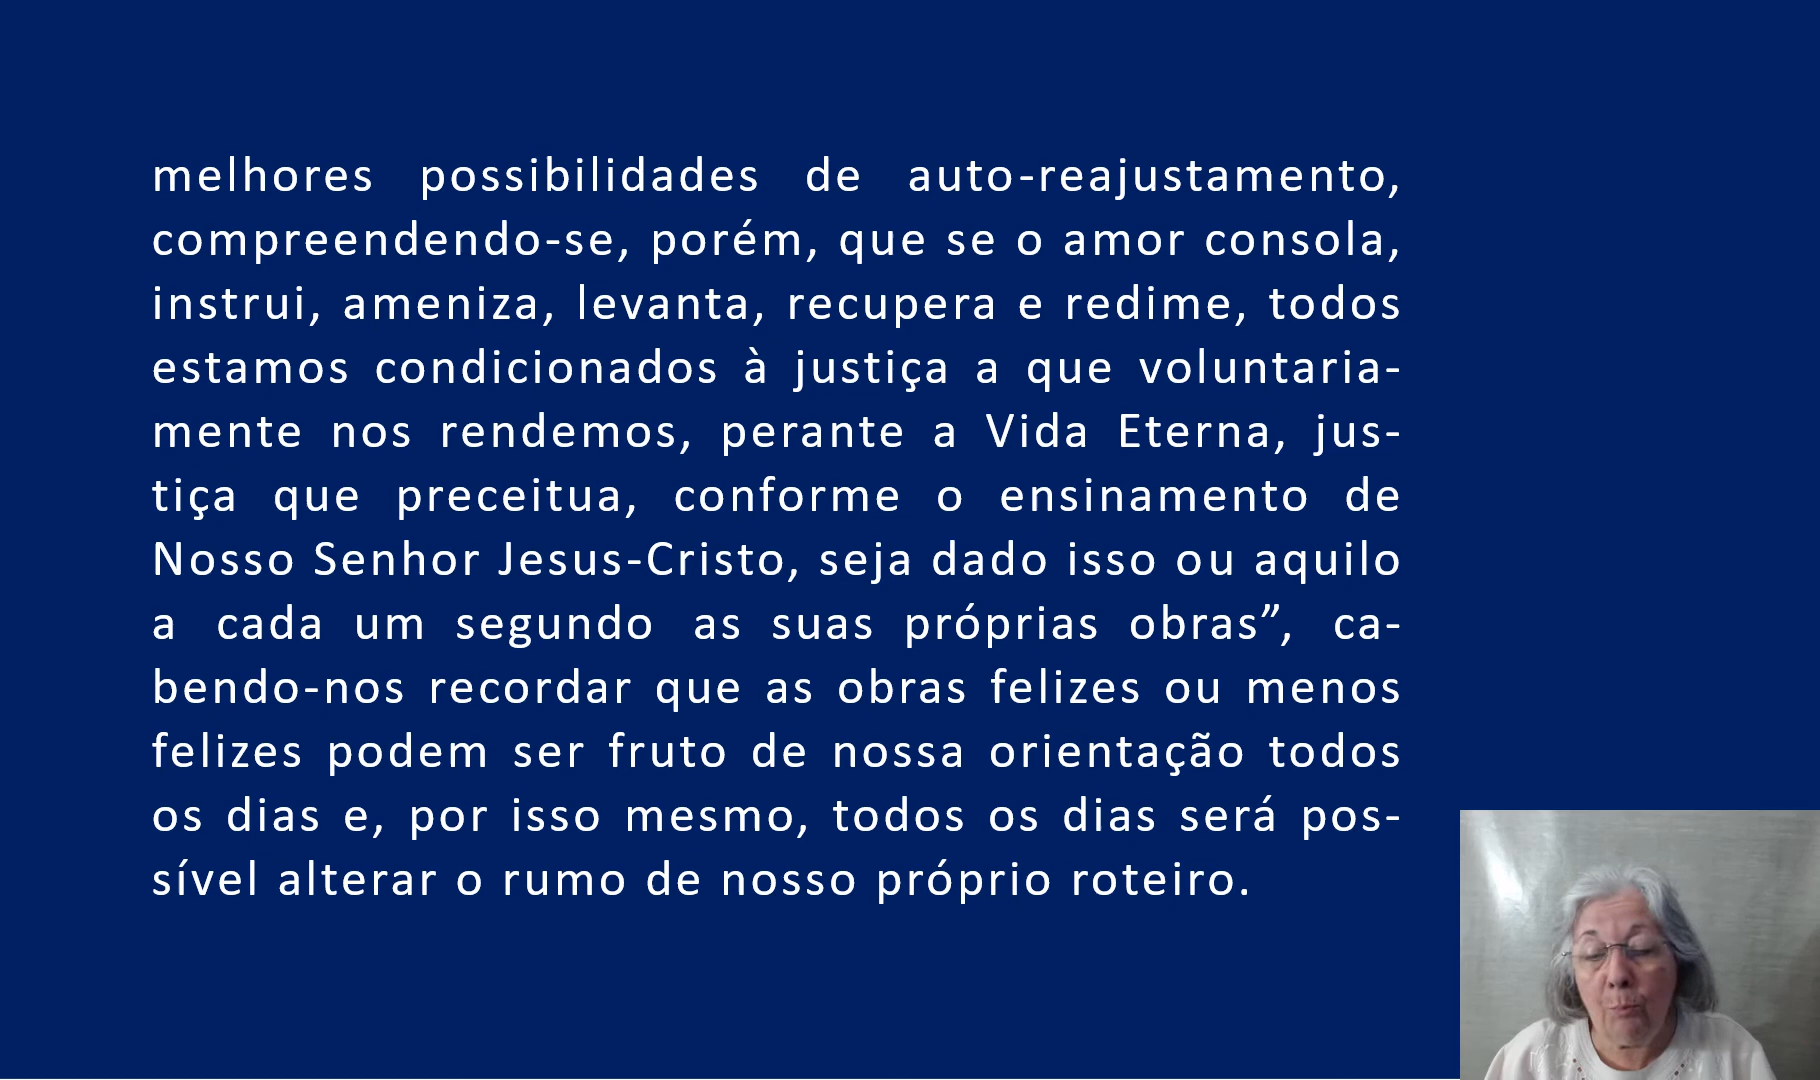 melhores possibilidades de auto-reajustamento,
compreendendo-se, porém, que se o amor consola,
instrui, ameniza, levanta, recupera e redime, todos
estamos condicionados à justiça a que voluntaria-
mente nos rendemos, perante a Vida Eterna, jus-
tiça que preceitua, conforme o ensinamento de
Nosso Senhor Jesus-Cristo, seja dado isso ou aquilo
a cada um segundo as suas próprias obras”, ca-
bendo-nos recordar que as obras felizes ou menos
felizes podem ser fruto de nossa orientação todos
os dias e, por isso mesmo, todos os dias será pos-
sível alterar o rumo de nosso próprio roteiro.